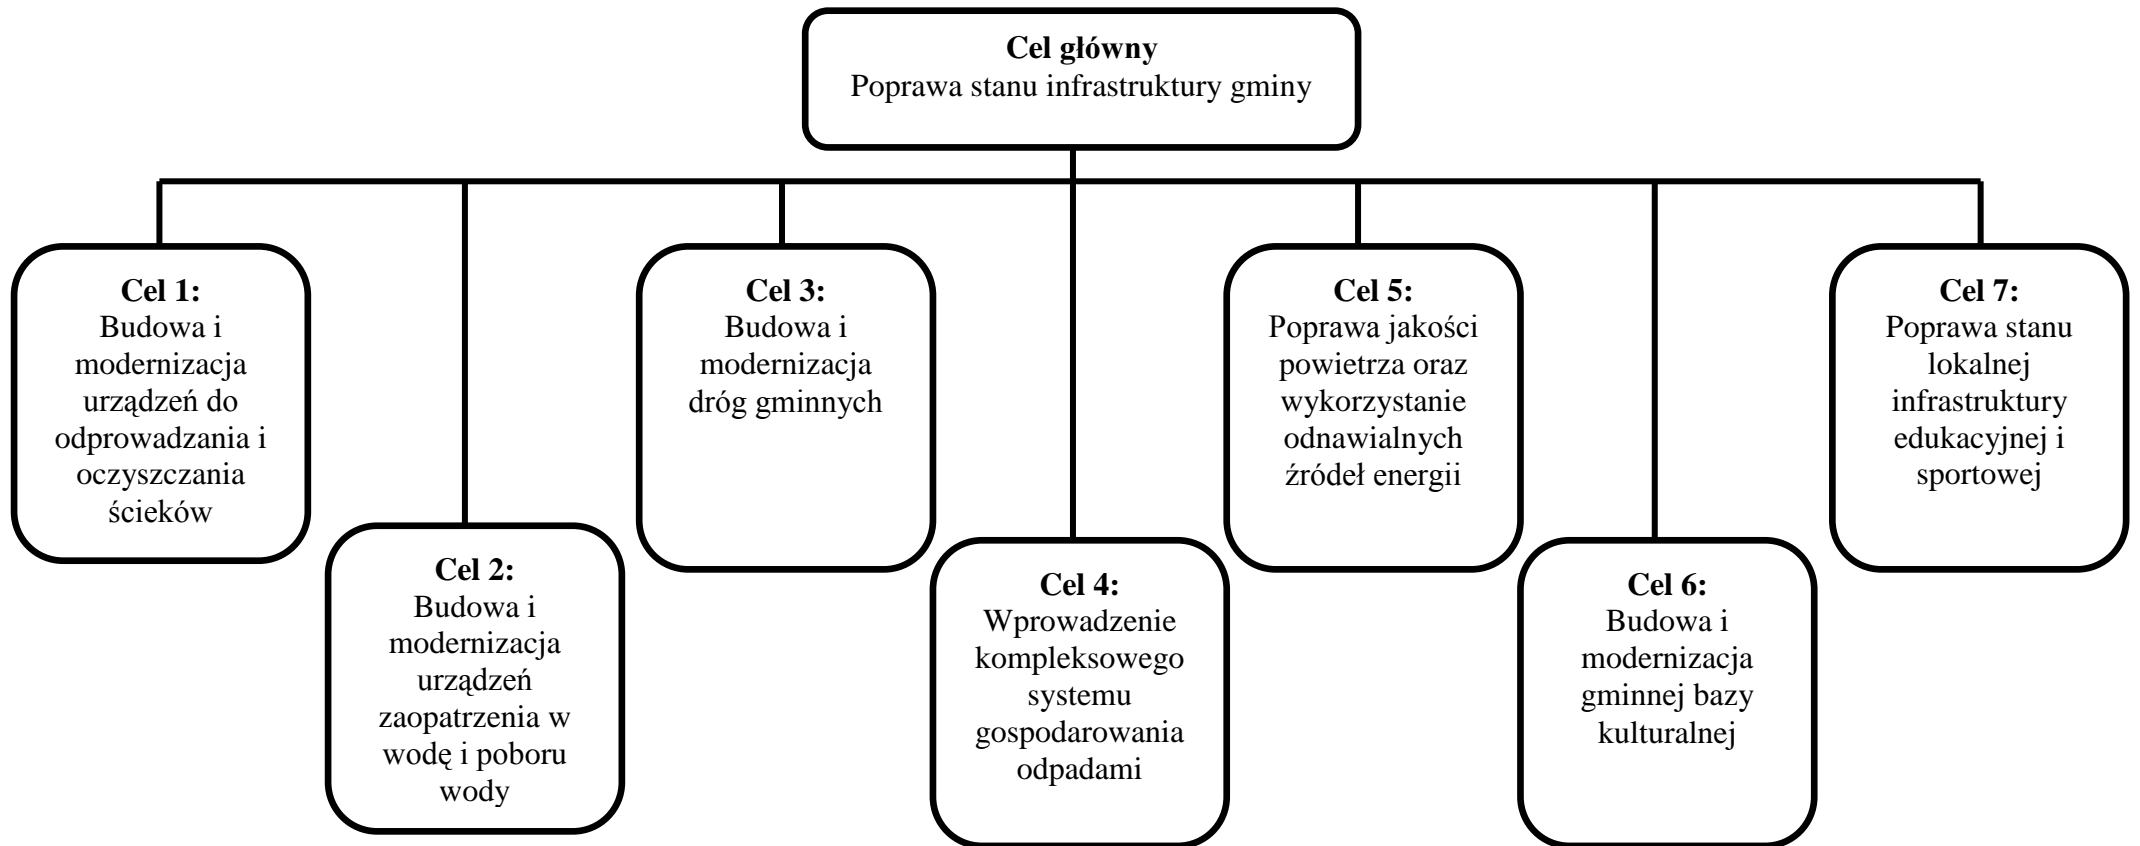 Cel główny
Poprawa stanu infrastruktury gminy
Cel 1:
Budowa i
modernizacja
urządzeń do
odprowadzania i
oczyszczania
ścieków
Cel 2:
Budowa i
modernizacja
urządzeń
zaopatrzenia w
wodę i poboru
wody
Cel 3:
Budowa i
modernizacja
dróg gminnych
Cel 4:
Wprowadzenie
kompleksowego
systemu
gospodarowania
odpadami
Cel 5:
Poprawa jakości
powietrza oraz
wykorzystanie
odnawialnych
źródeł energii
Cel 6:
Budowa i
modernizacja
gminnej bazy
kulturalnej
Cel 7:
Poprawa stanu
lokalnej
infrastruktury
edukacyjnej i
sportowej